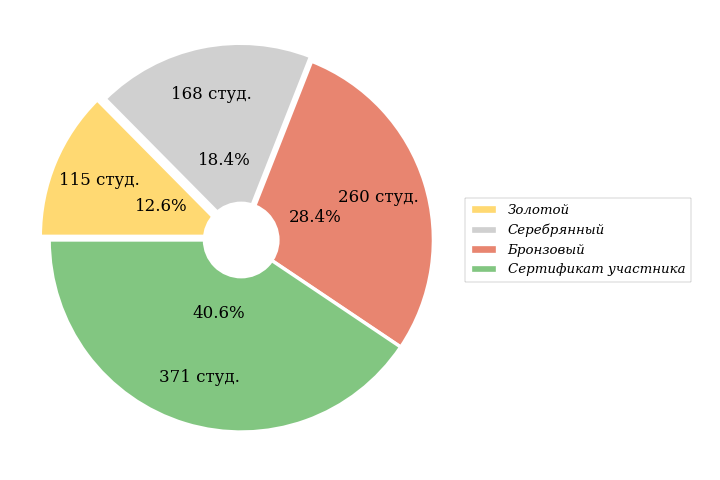 168 студ.
18.4%
115 студ.
12.6%
260 студ.
28.4%
40.6%
371 студ.
Золотой
Серебрянный
Бронзовый
Сертификат участника